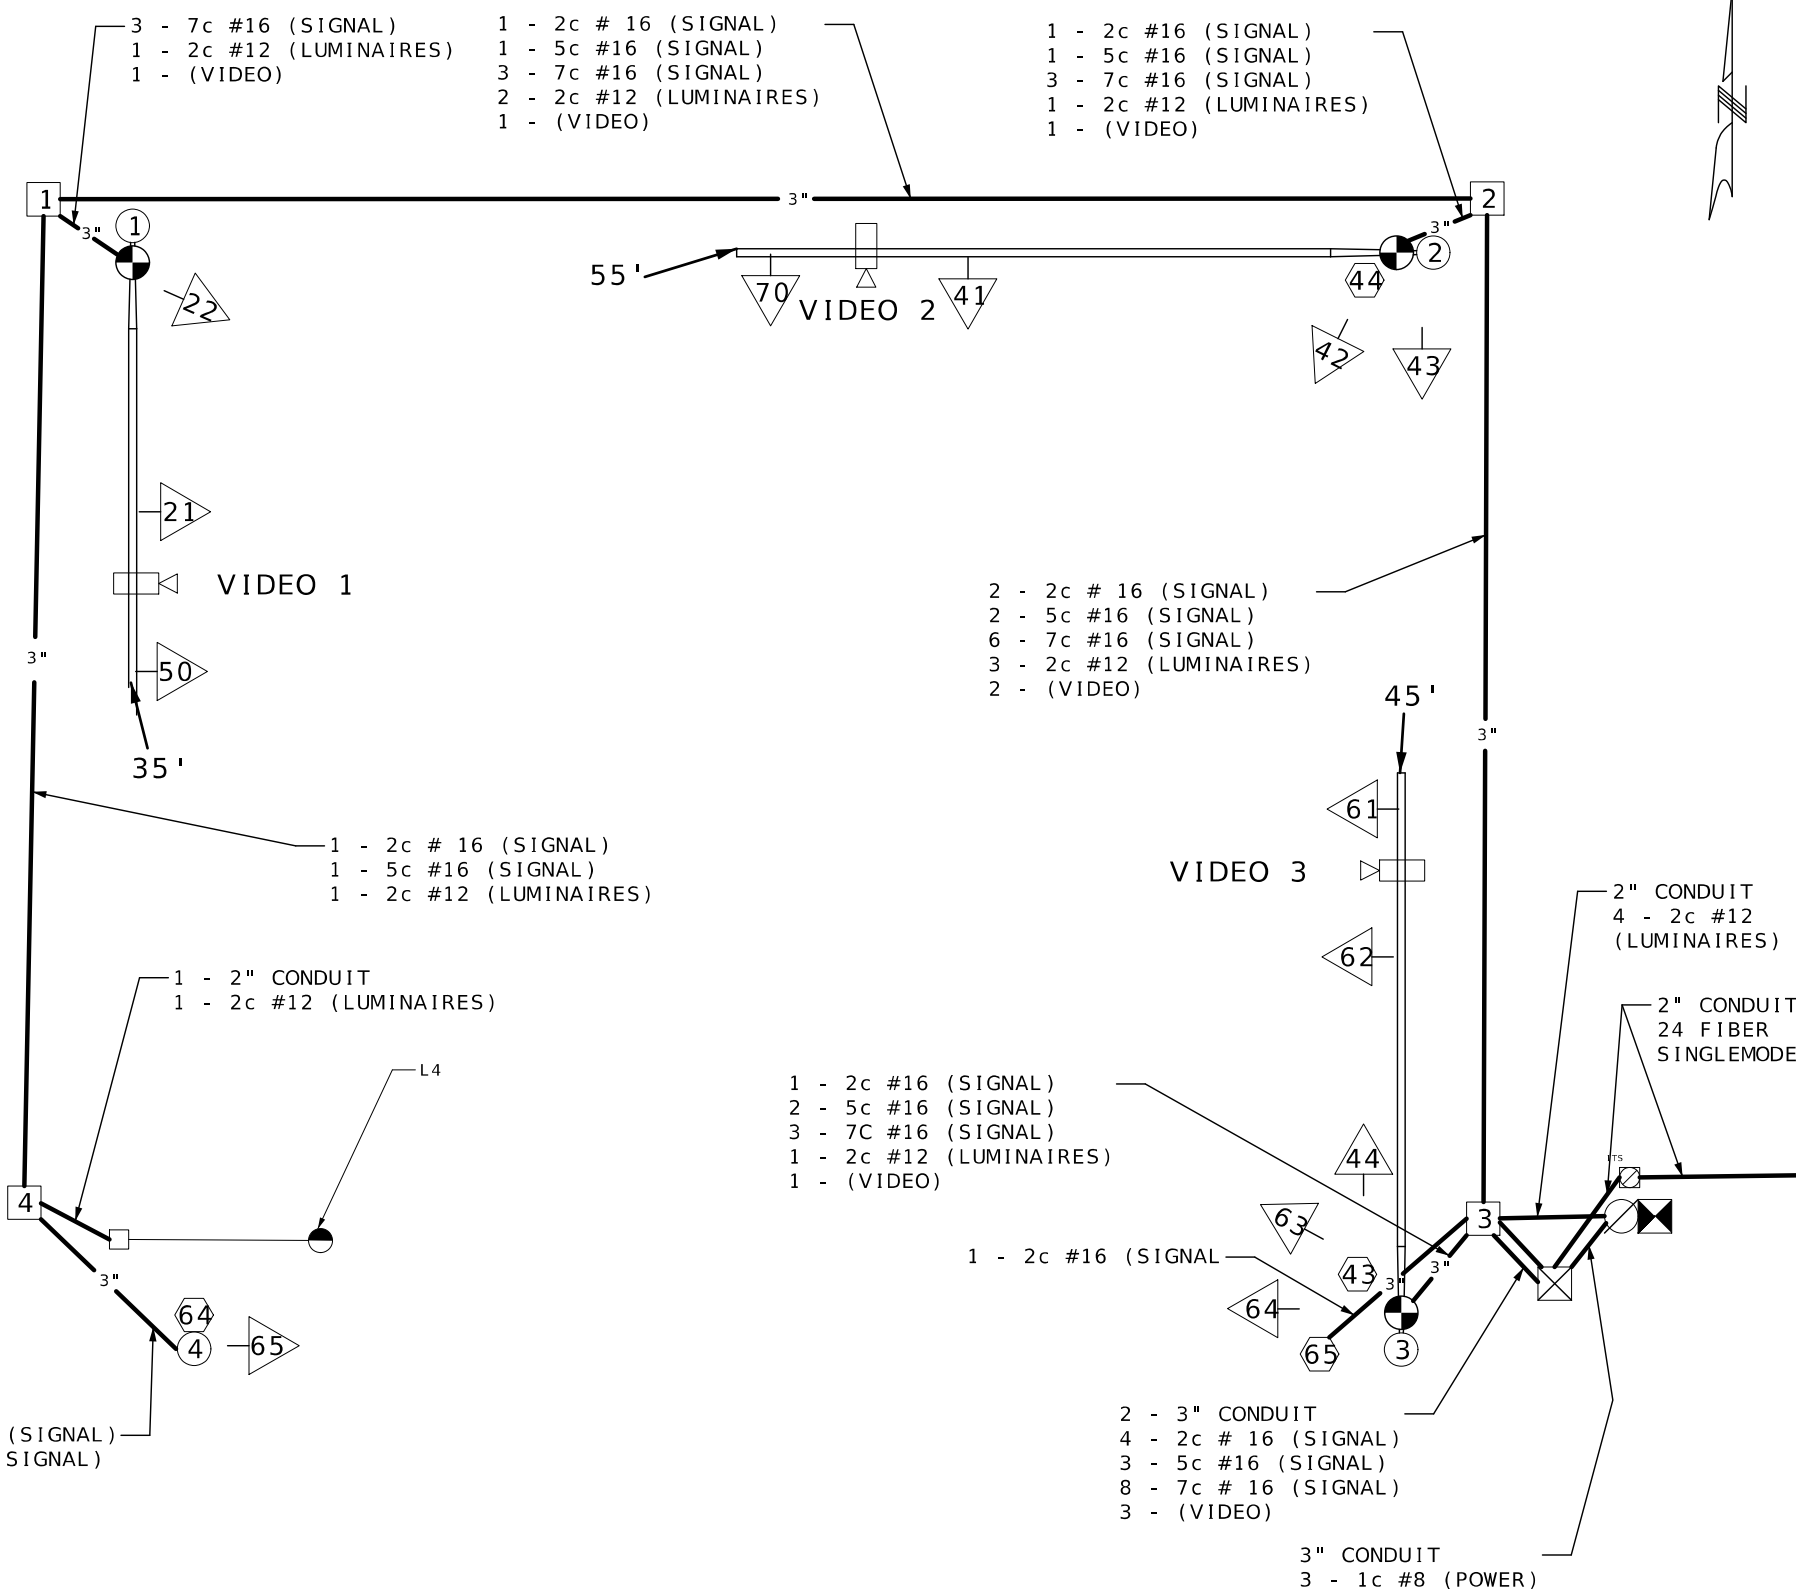 3 - 7c #16 (SIGNAL)
1 - 2c #12 (LUMINAIRES)
1 - (VIDEO)
1 - 2c # 16 (SIGNAL)
1 - 5c #16 (SIGNAL)
3 - 7c #16 (SIGNAL)
2 - 2c #12 (LUMINAIRES)
1 - (VIDEO)
1 - 2c #16 (SIGNAL)
1 - 5c #16 (SIGNAL)
3 - 7c #16 (SIGNAL)
1 - 2c #12 (LUMINAIRES)
1 - (VIDEO)
N
1
3"
2
3"
1
3"
2
55'
44
22
70
VIDEO 2
41
42
43
21
VIDEO 1
2 - 2c # 16 (SIGNAL)
2 - 5c #16 (SIGNAL)
6 - 7c #16 (SIGNAL)
3 - 2c #12 (LUMINAIRES)
2 - (VIDEO)
3"
50
45'
3"
35'
61
1 - 2c # 16 (SIGNAL)
1 - 5c #16 (SIGNAL)
1 - 2c #12 (LUMINAIRES)
VIDEO 3
2" CONDUIT
4 - 2c #12
(LUMINAIRES)
62
1 - 2" CONDUIT
1 - 2c #12 (LUMINAIRES)
2" CONDUIT
24 FIBER
SINGLEMODE
L4
1 - 2c #16 (SIGNAL)
2 - 5c #16 (SIGNAL)
3 - 7C #16 (SIGNAL)
1 - 2c #12 (LUMINAIRES)
1 - (VIDEO)
44
4
63
3
1 - 2c #16 (SIGNAL
43
3"
3"
3"
64
64
4
65
65
3
(SIGNAL)
SIGNAL)
2 - 3" CONDUIT
4 - 2c # 16 (SIGNAL)
3 - 5c #16 (SIGNAL)
8 - 7c # 16 (SIGNAL)
3 - (VIDEO)
3" CONDUIT
3 - 1c #8 (POWER)